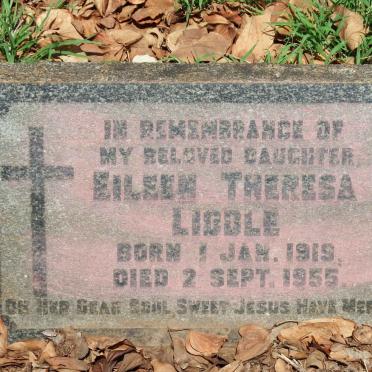 IN REMEMBRANCE OF
MY BELOVED DAUGHTER,
EILEEN THERESA
LIDDLE
BORN 1 JAN. 1919,
DIED 2 SEPT. 1955.
ON HER DEAR SOUL SWEET JESUS HAVE MER